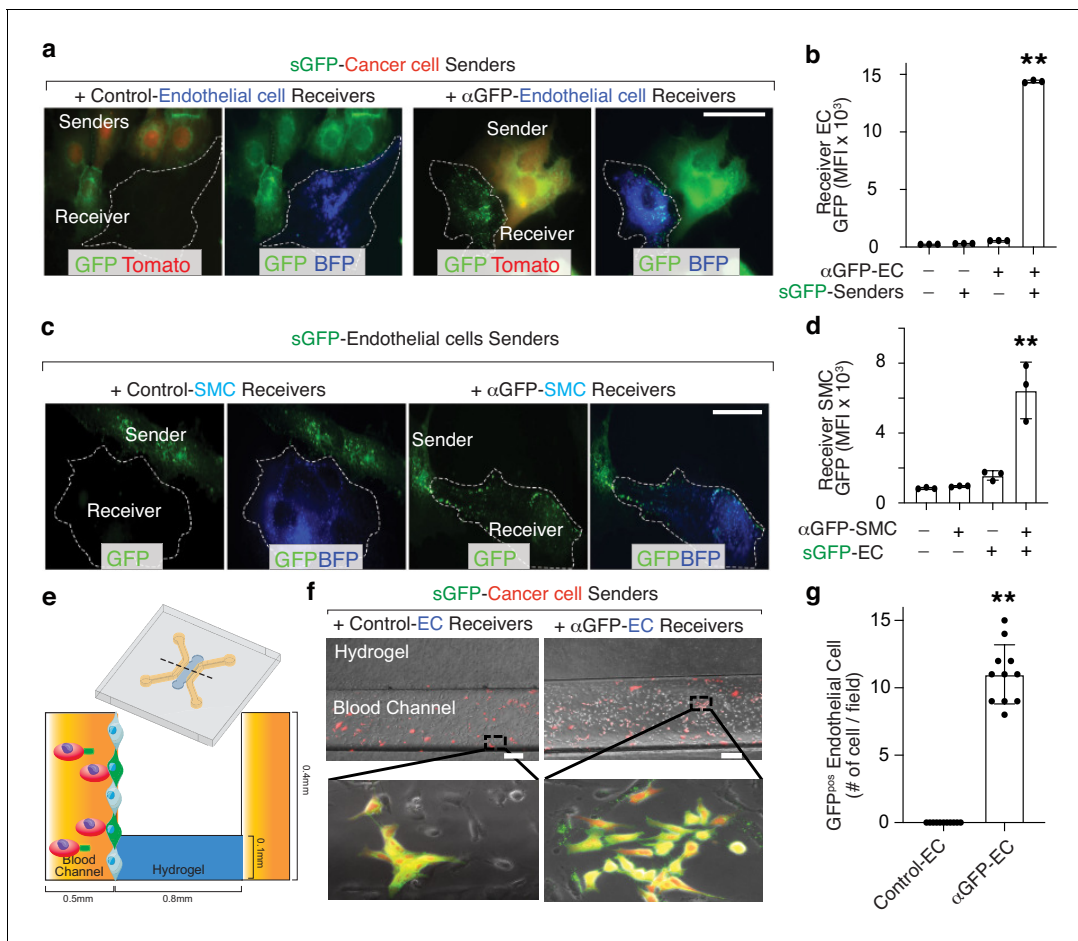 a
sGFP-Cancer cell Senders
+ Control-Endothelial cell Receivers
+ αGFP-Endothelial cell Receivers
Senders
Receiver
GFP Tomato
GFP BFP
Sender
Receiver
GFP Tomato
GFP BFP
b
**
Receiver EC
GFP (MFI x 10³)
15
10
5
0
αGFP-EC − − + +
sGFP-Senders − + − +
c
sGFP-Endothelial cells Senders
+ Control-SMC Receivers
+ αGFP-SMC Receivers
Sender
Receiver
GFP
GFPBFP
Sender
Receiver
GFP
GFPBFP
d
**
Receiver SMC
GFP (MFI x 10³)
8
6
4
2
0
αGFP-SMC − + − +
sGFP-EC − − + +
e
0.4mm
0.1mm
Blood
Channel
Hydrogel
0.5mm
0.8mm
f
sGFP-Cancer cell Senders
+ Control-EC Receivers
+ αGFP-EC Receivers
Hydrogel
Blood Channel
g
**
GFPpos Endothelial Cell
(# of cell / field)
20
15
10
5
0
Control-EC
αGFP-EC